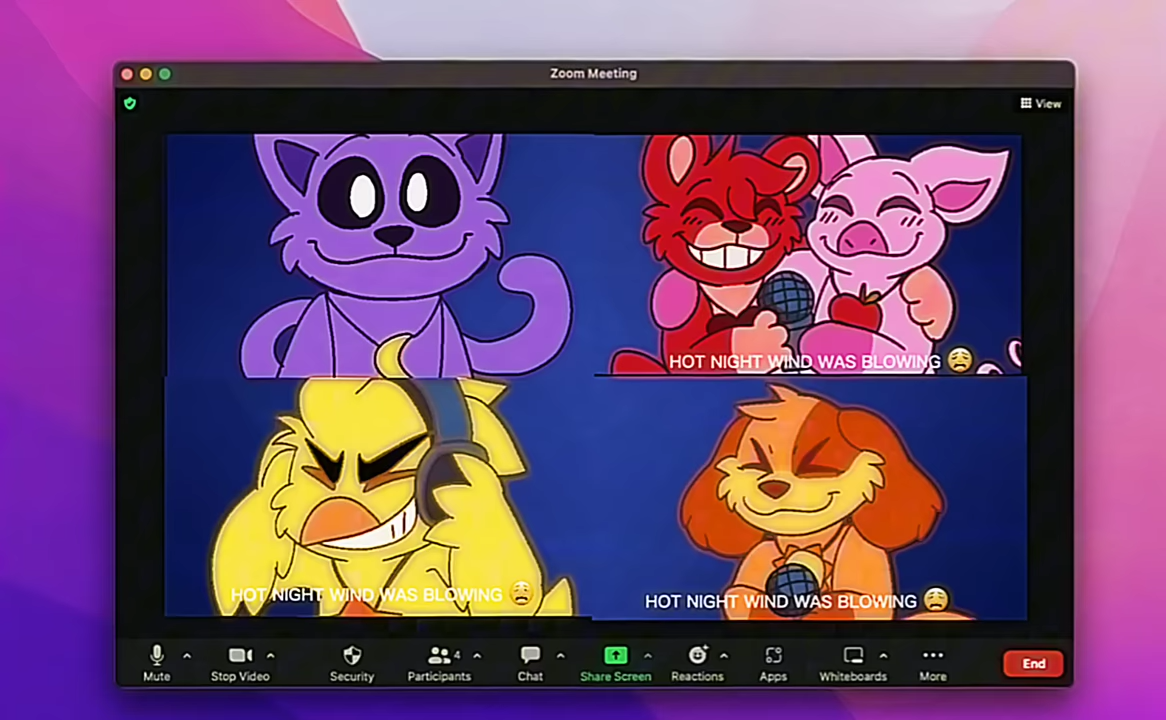 Zoom Meeting
View
HOT NIGHT WIND WAS BLOWING 😩
HOT NIGHT WIND WAS BLOWING 😩
HOT NIGHT WIND WAS BLOWING 😩
4
Mute
Stop Video
Security
Participants
Chat
Share Screen
Reactions
Apps
Whiteboards
More
End